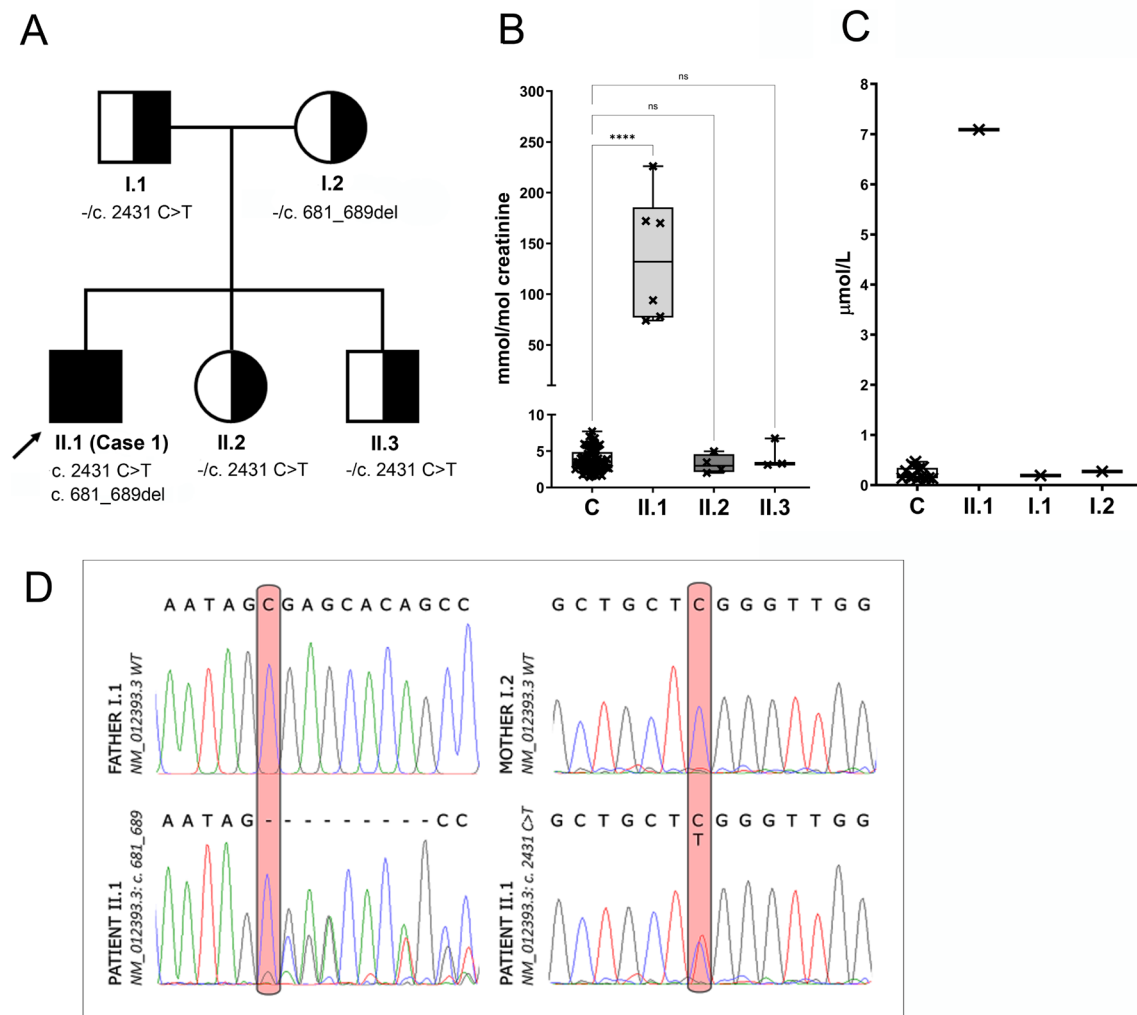 A
I.1
-/c. 2431 C>T
I.2
-/c. 681_689del
II.1 (Case 1)
c. 2431 C>T
c. 681_689del
II.2
-/c. 2431 C>T
II.3
-/c. 2431 C>T
B
ns
ns
****
mmol/mol creatinine
300
250
200
150
100
50
10
5
0
C
II.1
II.2
II.3
C
μmol/L
8
7
6
5
4
3
2
1
0
C
II.1
I.1
I.2
D
A A T A G C G A G C A C A G C C
FATHER I.1
NM_012393.3 WT
G C T G C T C G G G T T G G
MOTHER I.2
NM_012393.3 WT
A A T A G - - - - - - - - - C C
PATIENT II.1
NM_012393.3: c. 681_689
G C T G C T C G G G T T G G
T
PATIENT II.1
NM_012393.3: c. 2431 C>T